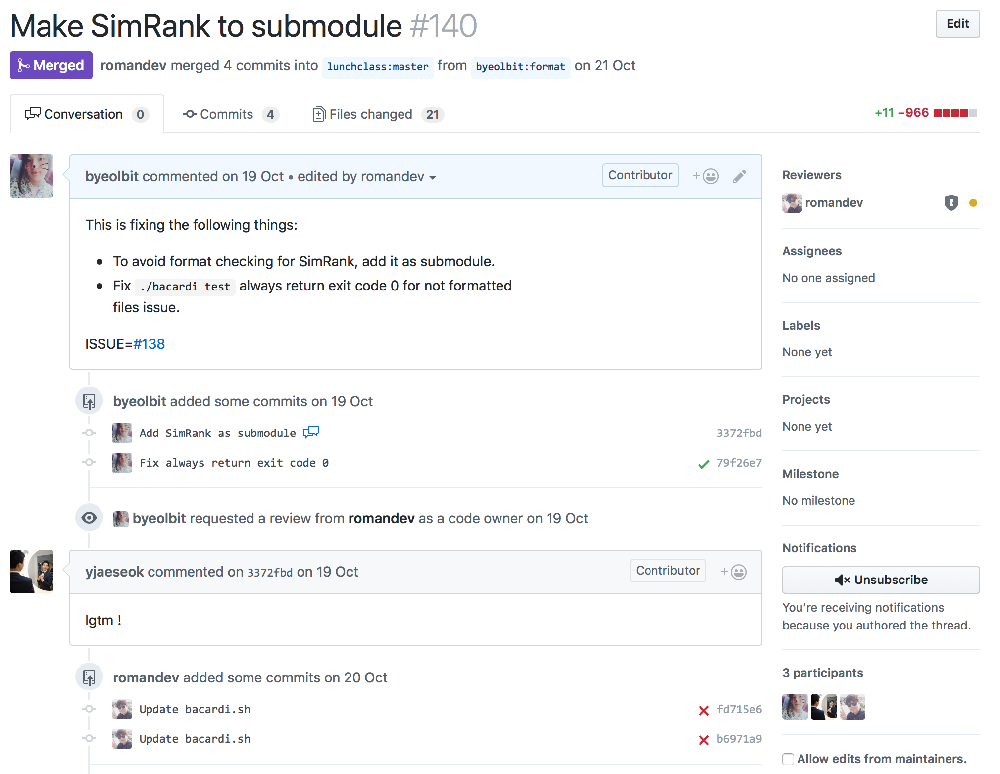 Make SimRank to submodule #140
Edit
Merged romandev merged 4 commits into lunchclass:master from byeolbit:format on 21 Oct
Conversation 0 Commits 4 Files changed 21
+11 −966
byeolbit commented on 19 Oct • edited by romandev
Contributor
This is fixing the following things:
• To avoid format checking for SimRank, add it as submodule.
• Fix ./bacardi test always return exit code 0 for not formatted
files issue.
ISSUE=#138
byeolbit added some commits on 19 Oct
Add SimRank as submodule 3372fbd
Fix always return exit code 0 79f26e7
byeolbit requested a review from romandev as a code owner on 19 Oct
yjaeseok commented on 3372fbd on 19 Oct
Contributor
lgtm !
romandev added some commits on 20 Oct
Update bacardi.sh fd715e6
Update bacardi.sh b6971a9
Reviewers
romandev
Assignees
No one assigned
Labels
None yet
Projects
None yet
Milestone
No milestone
Notifications
Unsubscribe
You’re receiving notifications
because you authored the thread.
3 participants
Allow edits from maintainers.